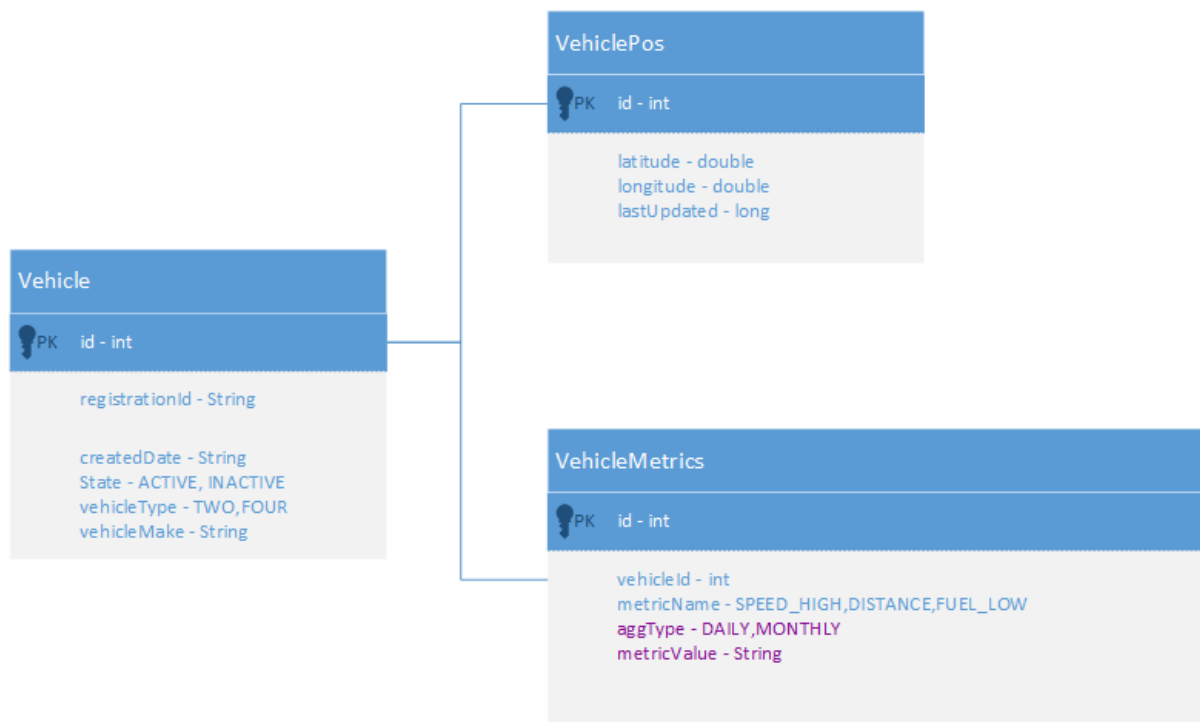 VehiclePos
PK id - int
latitude - double
longitude - double
lastUpdated - long
Vehicle
PK id - int
registrationId - String
createdDate - String
State - ACTIVE, INACTIVE
vehicleType - TWO,FOUR
vehicleMake - String
VehicleMetrics
PK id - int
vehicleId - int
metricName - SPEED_HIGH,DISTANCE,FUEL_LOW
aggType - DAILY,MONTHLY
metricValue - String